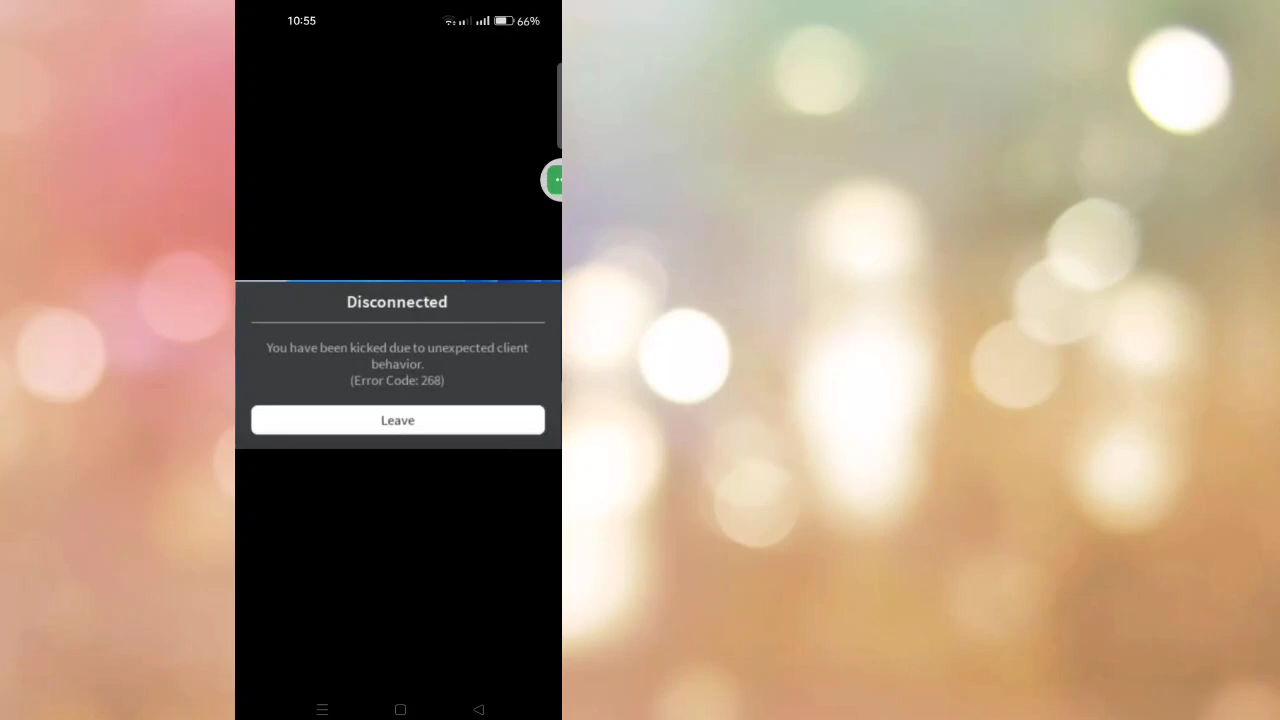 10:55
66%
Disconnected
You have been kicked due to unexpected client
behavior.
(Error Code: 268)
Leave